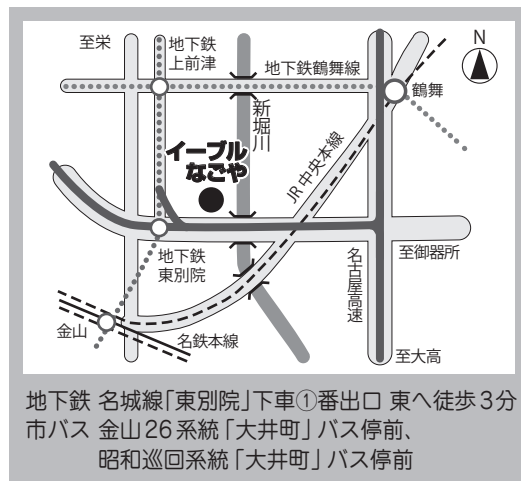 至栄
地下鉄
上前津
地下鉄鶴舞線
N
鶴舞
新堀川
イーブル
なごや
JR中央本線
地下鉄
東別院
名古屋高速
至御器所
金山
名鉄本線
至大高
地下鉄 名城線「東別院」下車①番出口 東へ徒歩3分
市バス 金山26系統「大井町」バス停前、
昭和巡回系統「大井町」バス停前